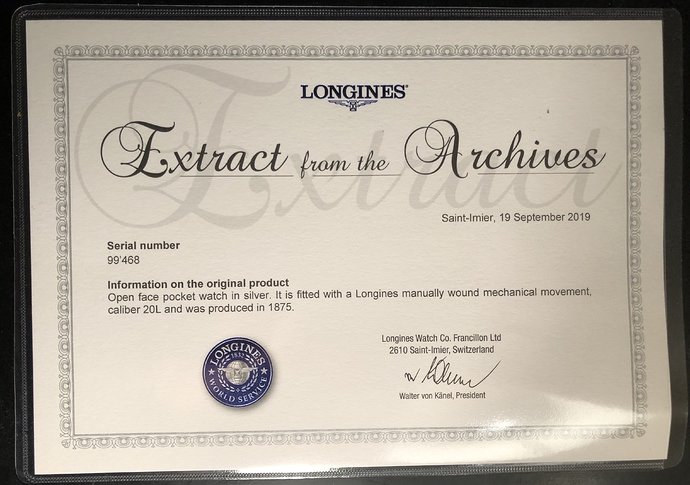 LONGINES®
Extract from the Archives
Extract
Saint-Imier, 19 September 2019
Serial number
99'468
Information on the original product
Open face pocket watch in silver. It is fitted with a Longines manually wound mechanical movement,
caliber 20L and was produced in 1875.
LONGINES
1832
WORLD SERVICE
Longines Watch Co. Francillon Ltd
2610 Saint-Imier, Switzerland
Walter von Känel, President